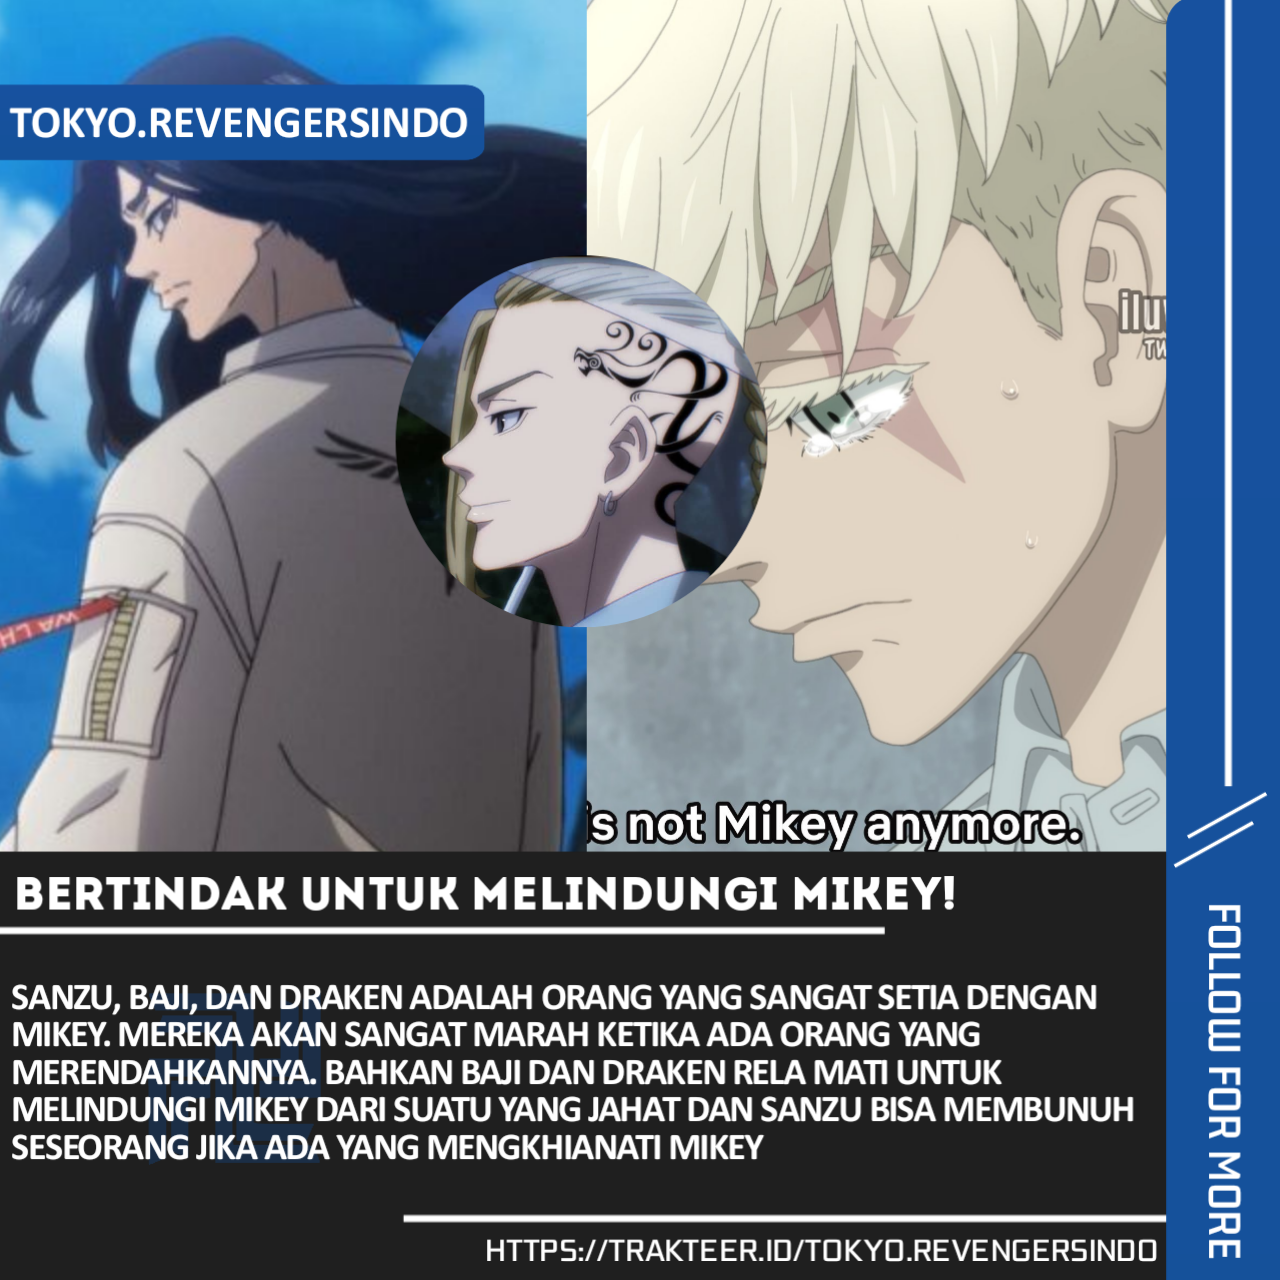 TOKYO.REVENGERSINDO
is not Mikey anymore.
BERTINDAK UNTUK MELINDUNGI MIKEY!
SANZU, BAJI, DAN DRAKEN ADALAH ORANG YANG SANGAT SETIA DENGAN
MIKEY. MEREKA AKAN SANGAT MARAH KETIKA ADA ORANG YANG
MERENDAHKANNYA. BAHKAN BAJI DAN DRAKEN RELA MATI UNTUK
MELINDUNGI MIKEY DARI SUATU YANG JAHAT DAN SANZU BISA MEMBUNUH
SESEORANG JIKA ADA YANG MENGKHIANATI MIKEY
HTTPS://TRAKTEER.ID/TOKYO.REVENGERSINDO
FOLLOW FOR MORE